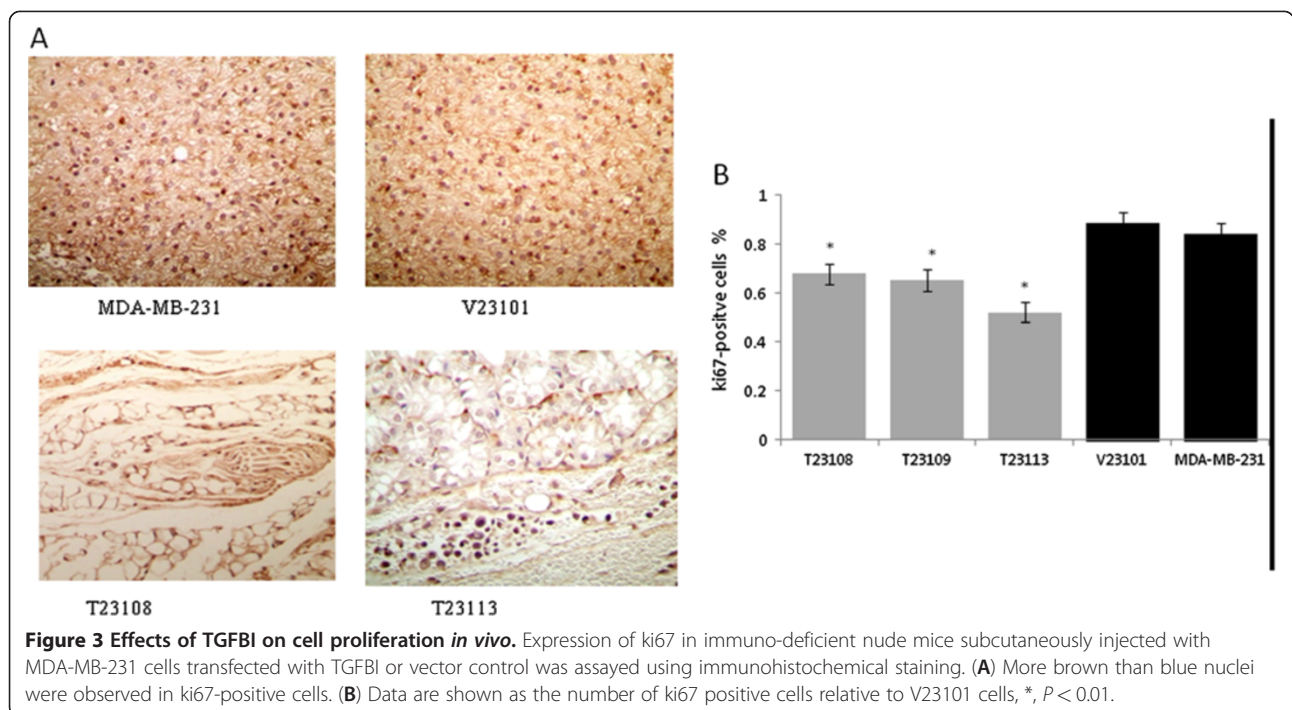 A
MDA-MB-231
V23101
T23108
T23113
B
ki67-positve cells %
1
0.8
0.6
0.4
0.2
0
*
*
*
T23108
T23109
T23113
V23101
MDA-MB-231
Figure 3 Effects of TGFBI on cell proliferation in vivo. Expression of ki67 in immuno-deficient nude mice subcutaneously injected with
MDA-MB-231 cells transfected with TGFBI or vector control was assayed using immunohistochemical staining. (A) More brown than blue nuclei
were observed in ki67-positive cells. (B) Data are shown as the number of ki67 positive cells relative to V23101 cells, *, P < 0.01.